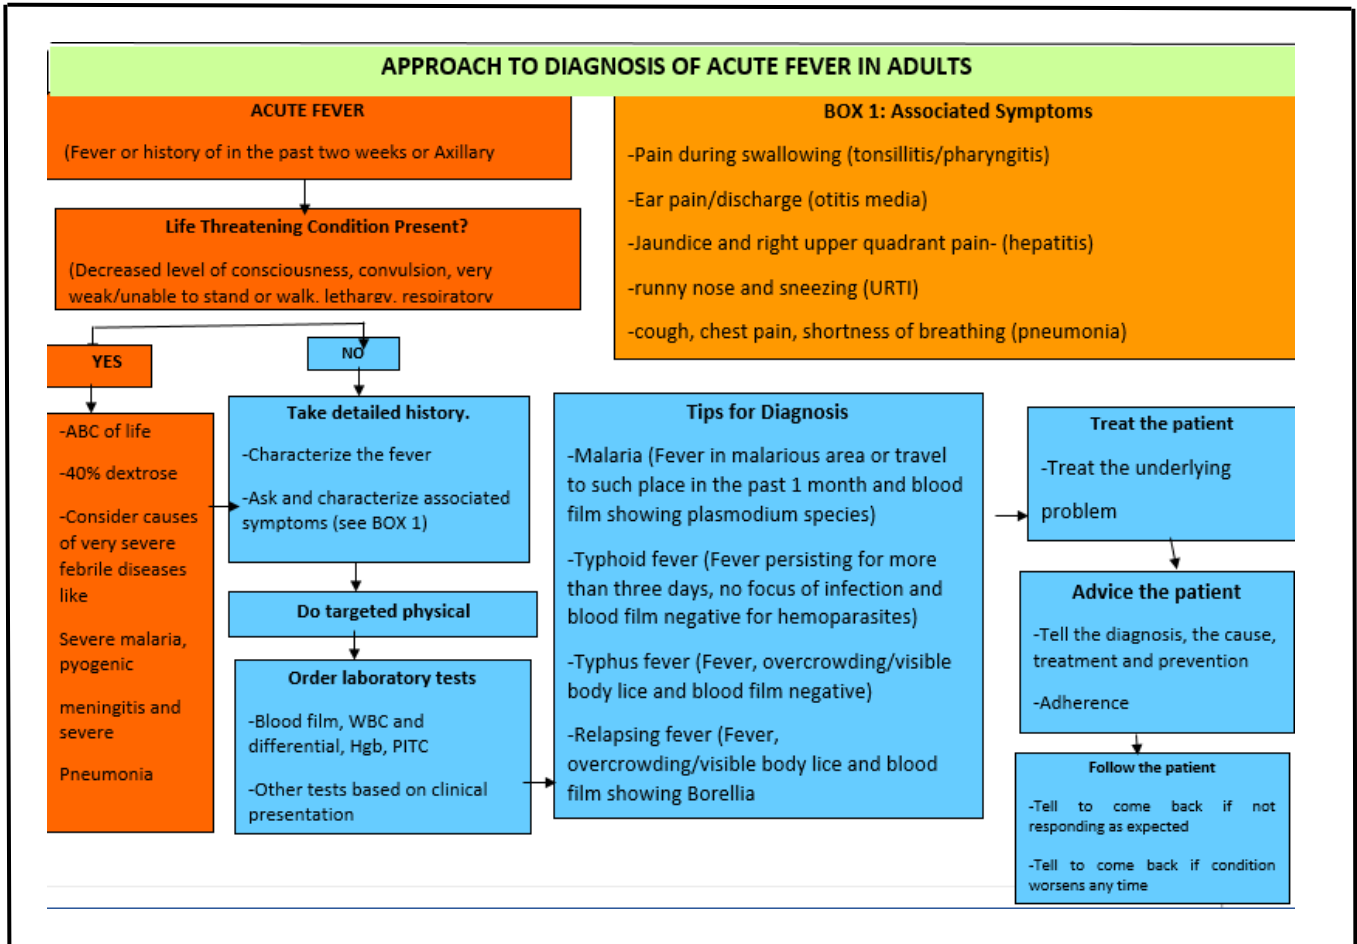 APPROACH TO DIAGNOSIS OF ACUTE FEVER IN ADULTS
ACUTE FEVER
(Fever or history of in the past two weeks or Axillary
Life Threatening Condition Present?
(Decreased level of consciousness, convulsion, very
weak/unable to stand or walk, lethargy, respiratory
BOX 1: Associated Symptoms
-Pain during swallowing (tonsillitis/pharyngitis)
-Ear pain/discharge (otitis media)
-Jaundice and right upper quadrant pain- (hepatitis)
-runny nose and sneezing (URTI)
-cough, chest pain, shortness of breathing (pneumonia)
YES
NO
-ABC of life
-40% dextrose
-Consider causes
of very severe
febrile diseases
like
Severe malaria,
pyogenic
meningitis and
severe
Pneumonia
Take detailed history.
-Characterize the fever
-Ask and characterize associated
symptoms (see BOX 1)
Do targeted physical
Order laboratory tests
-Blood film, WBC and
differential, Hgb, PITC
-Other tests based on clinical
presentation
Tips for Diagnosis
-Malaria (Fever in malarious area or travel
to such place in the past 1 month and blood
film showing plasmodium species)
-Typhoid fever (Fever persisting for more
than three days, no focus of infection and
blood film negative for hemoparasites)
-Typhus fever (Fever, overcrowding/visible
body lice and blood film negative)
-Relapsing fever (Fever,
overcrowding/visible body lice and blood
film showing Borellia
Treat the patient
-Treat the underlying
problem
Advice the patient
-Tell the diagnosis, the cause,
treatment and prevention
-Adherence
Follow the patient
-Tell to come back if not
responding as expected
-Tell to come back if condition
worsens any time